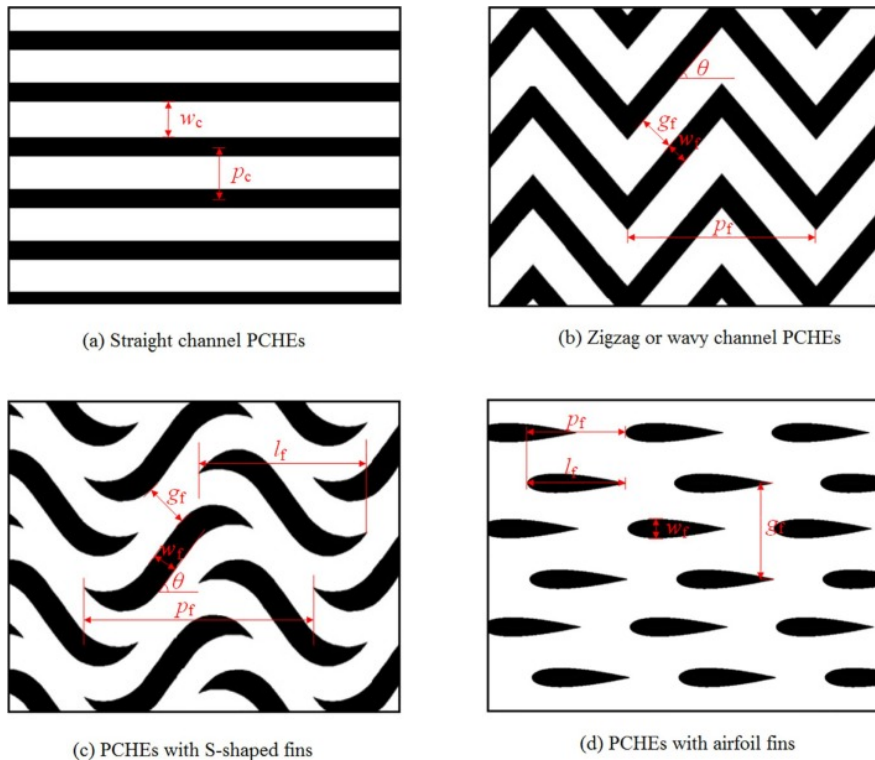 w_c
p_c
(a) Straight channel PCHEs
θ
g_f
w_f
p_f
(b) Zigzag or wavy channel PCHEs
l_f
g_f
w_f
θ
p_f
(c) PCHEs with S-shaped fins
p_f
l_f
w_f
g_f
(d) PCHEs with airfoil fins